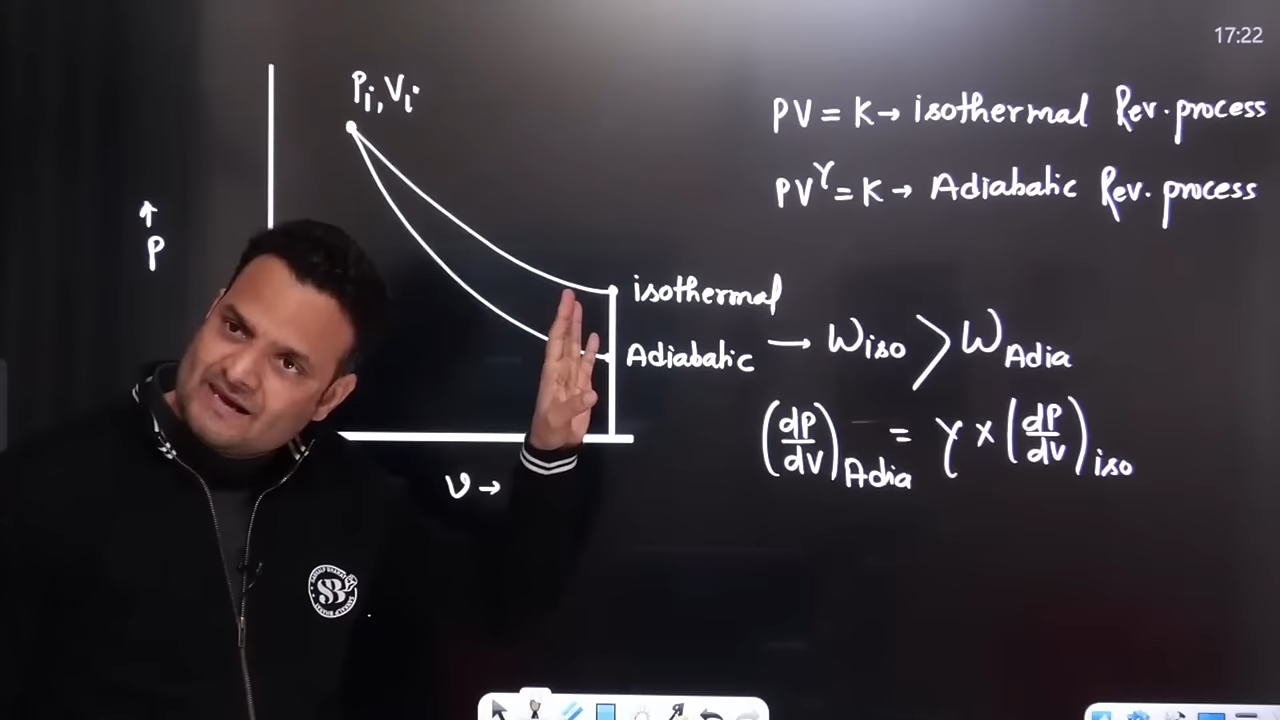 17:22
Pi, Vi
PV = K → isothermal Rev. process
PV^γ = K → Adiabatic Rev. process
↑
P
isothermal
Adiabatic → Wiso > WAdia
(dP/dV)Adia = γ × (dP/dV)iso
V →
SB